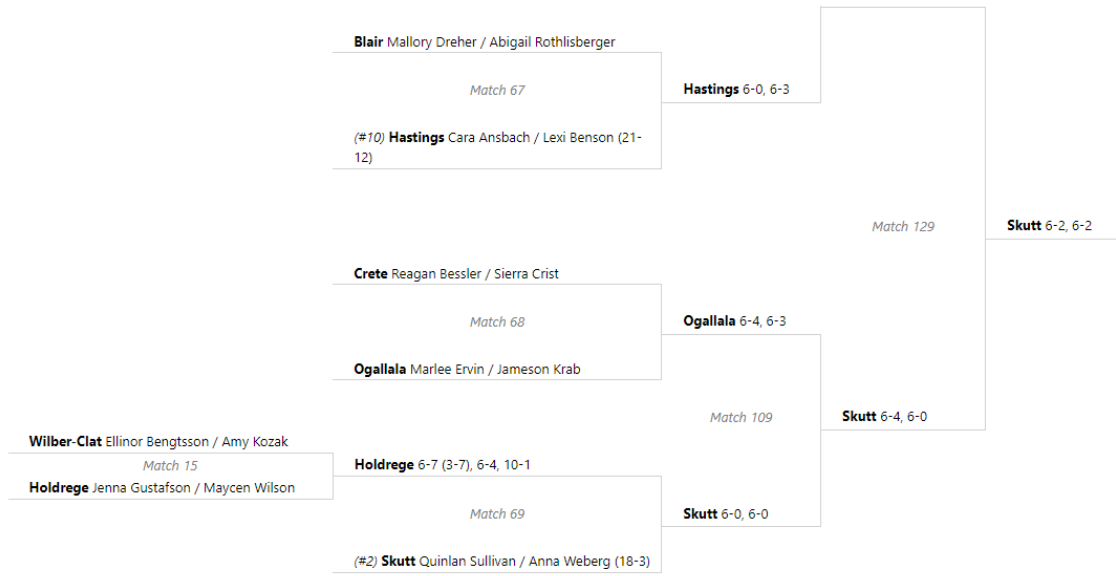 Blair Mallory Dreher / Abigail Rothlisberger
Match 67
Hastings 6-0, 6-3
(#10) Hastings Cara Ansbach / Lexi Benson (21-
12)
Match 129
Skutt 6-2, 6-2
Crete Reagan Bessler / Sierra Crist
Match 68
Ogallala 6-4, 6-3
Ogallala Marlee Ervin / Jameson Krab
Match 109
Skutt 6-4, 6-0
Wilber-Clat Ellinor Bengtsson / Amy Kozak
Match 15
Holdrege 6-7 (3-7), 6-4, 10-1
Holdrege Jenna Gustafson / Maycen Wilson
Match 69
Skutt 6-0, 6-0
(#2) Skutt Quinlan Sullivan / Anna Weberg (18-3)